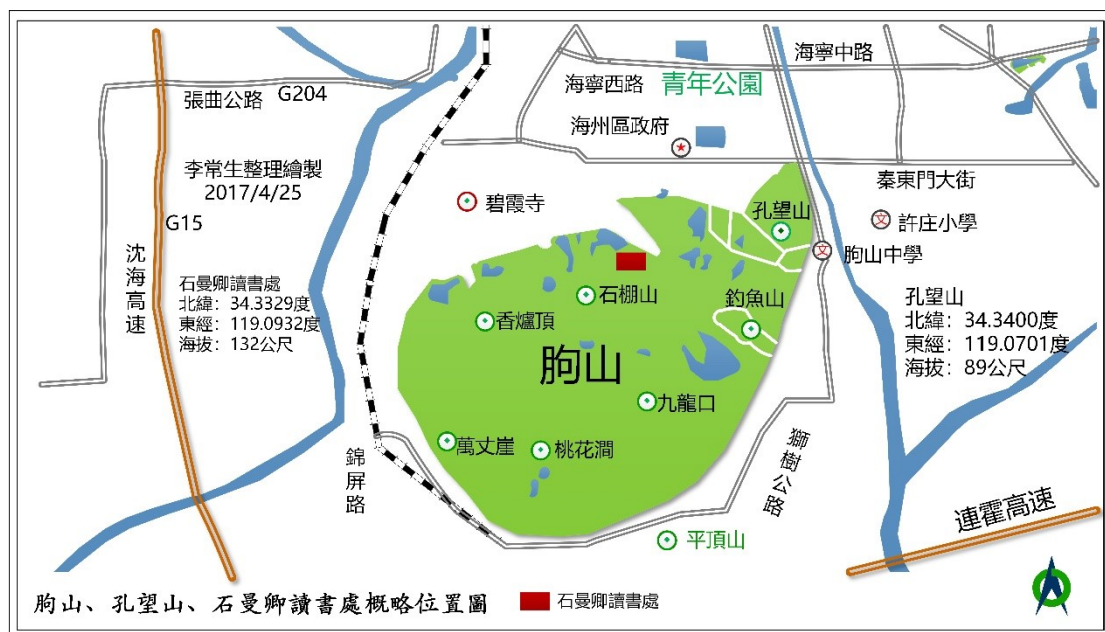 海寧中路
海寧西路
青年公園
張曲公路
G204
海州區政府
李常生整理繪製
2017/4/25
秦東門大街
碧霞寺
孔望山
文
許庄小學
G15
文
朐山中學
沈海高速
石曼卿讀書處
北緯：34.3329度
東經：119.0932度
海拔：132公尺
石棚山
釣魚山
孔望山
北緯：34.3400度
東經：119.0701度
海拔：89公尺
香爐頂
朐山
九龍口
萬丈崖
桃花澗
錦屏路
獅樹公路
連霍高速
平頂山
朐山、孔望山、石曼卿讀書處概略位置圖
石曼卿讀書處